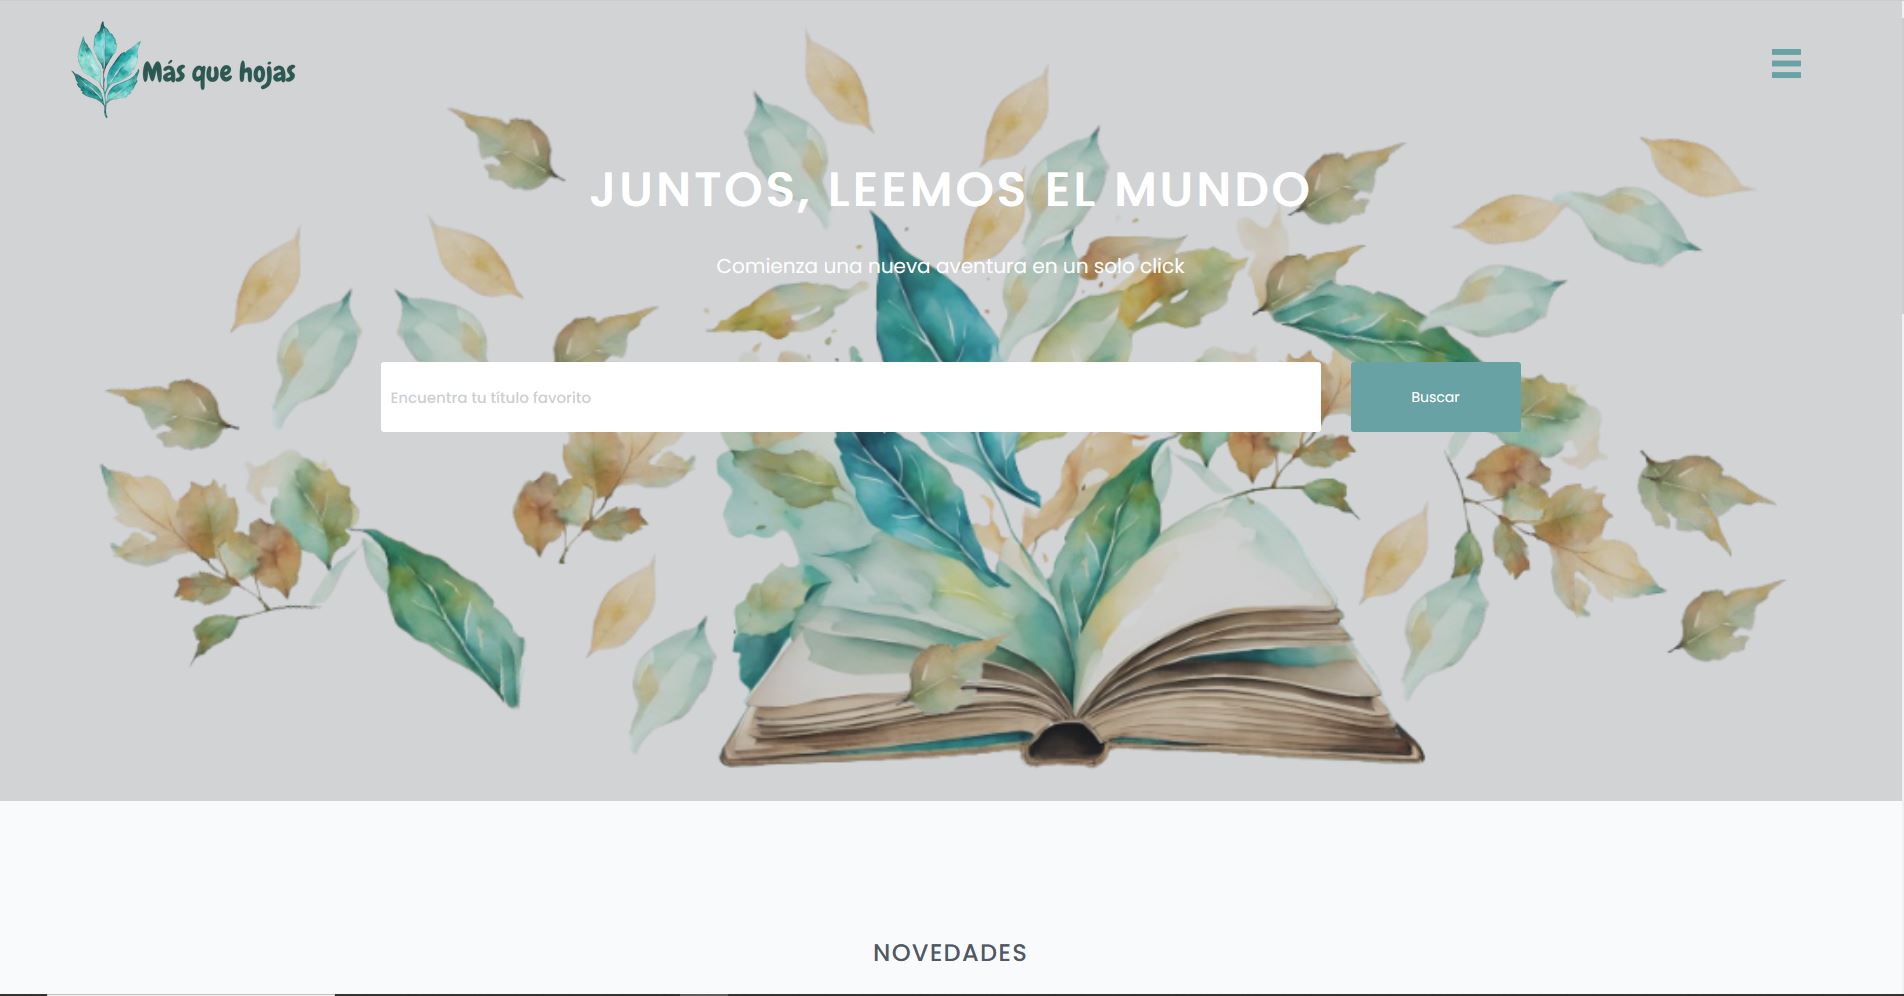 Más que hojas
JUNTOS, LEEMOS EL MUNDO
Comienza una nueva aventura en un solo click
Encuentra tu título favorito
Buscar
NOVEDADES